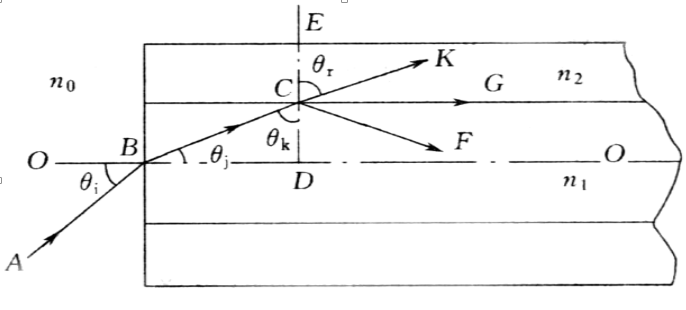 E
θr K
n0 C G n2
θk F
O B θj O
θi D n1
A